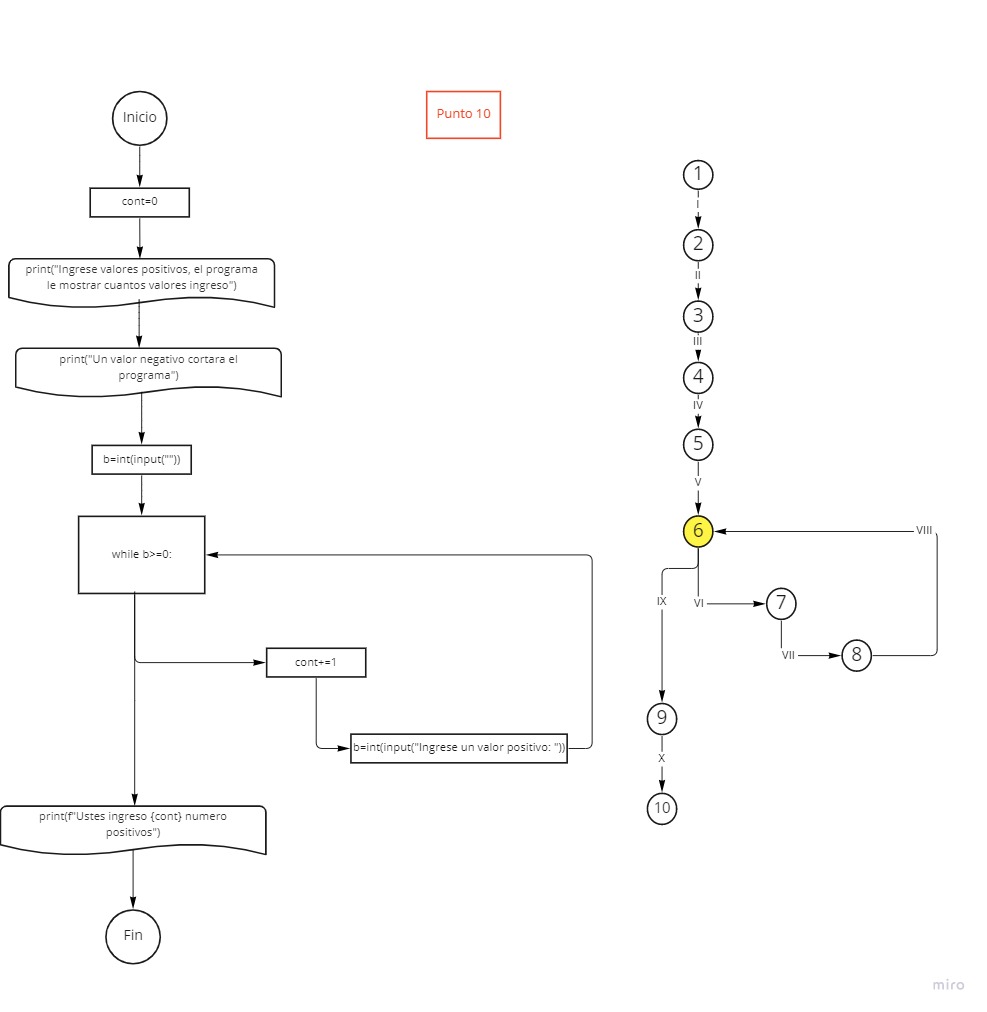 Inicio
cont=0
print("Ingrese valores positivos, el programa
le mostrar cuantos valores ingreso")
print("Un valor negativo cortara el
programa")
b=int(input(""))
while b>=0:
cont+=1
b=int(input("Ingrese un valor positivo: "))
print(f"Ustes ingreso {cont} numero
positivos")
Fin
Punto 10
1
I
2
II
3
III
4
IV
5
V
6
VIII
IX
VI
7
VII
8
9
X
10
miro